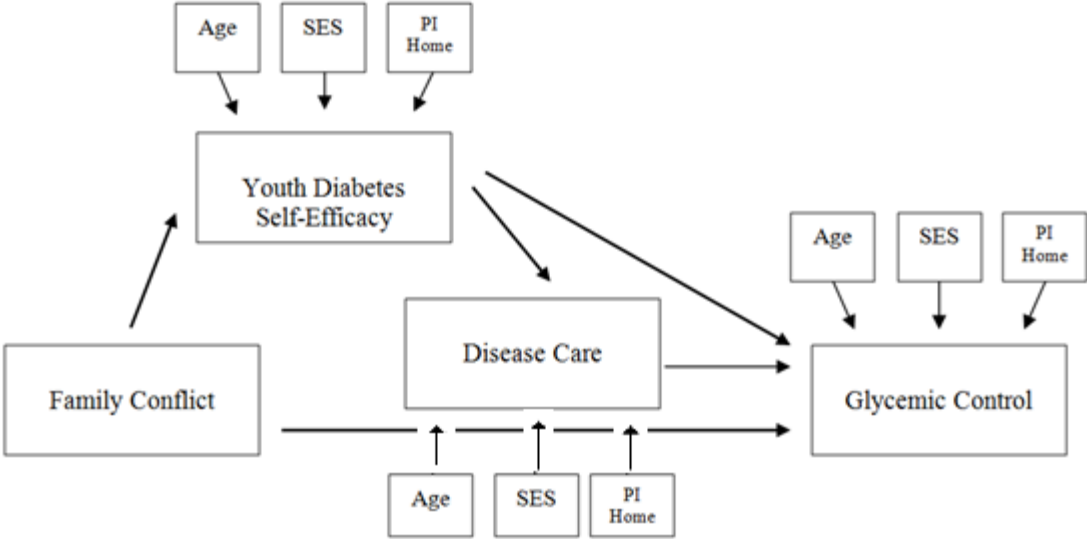 Age
SES
PI
Home
Youth Diabetes
Self-Efficacy
Age
SES
PI
Home
Disease Care
Family Conflict
Glycemic Control
Age
SES
PI
Home